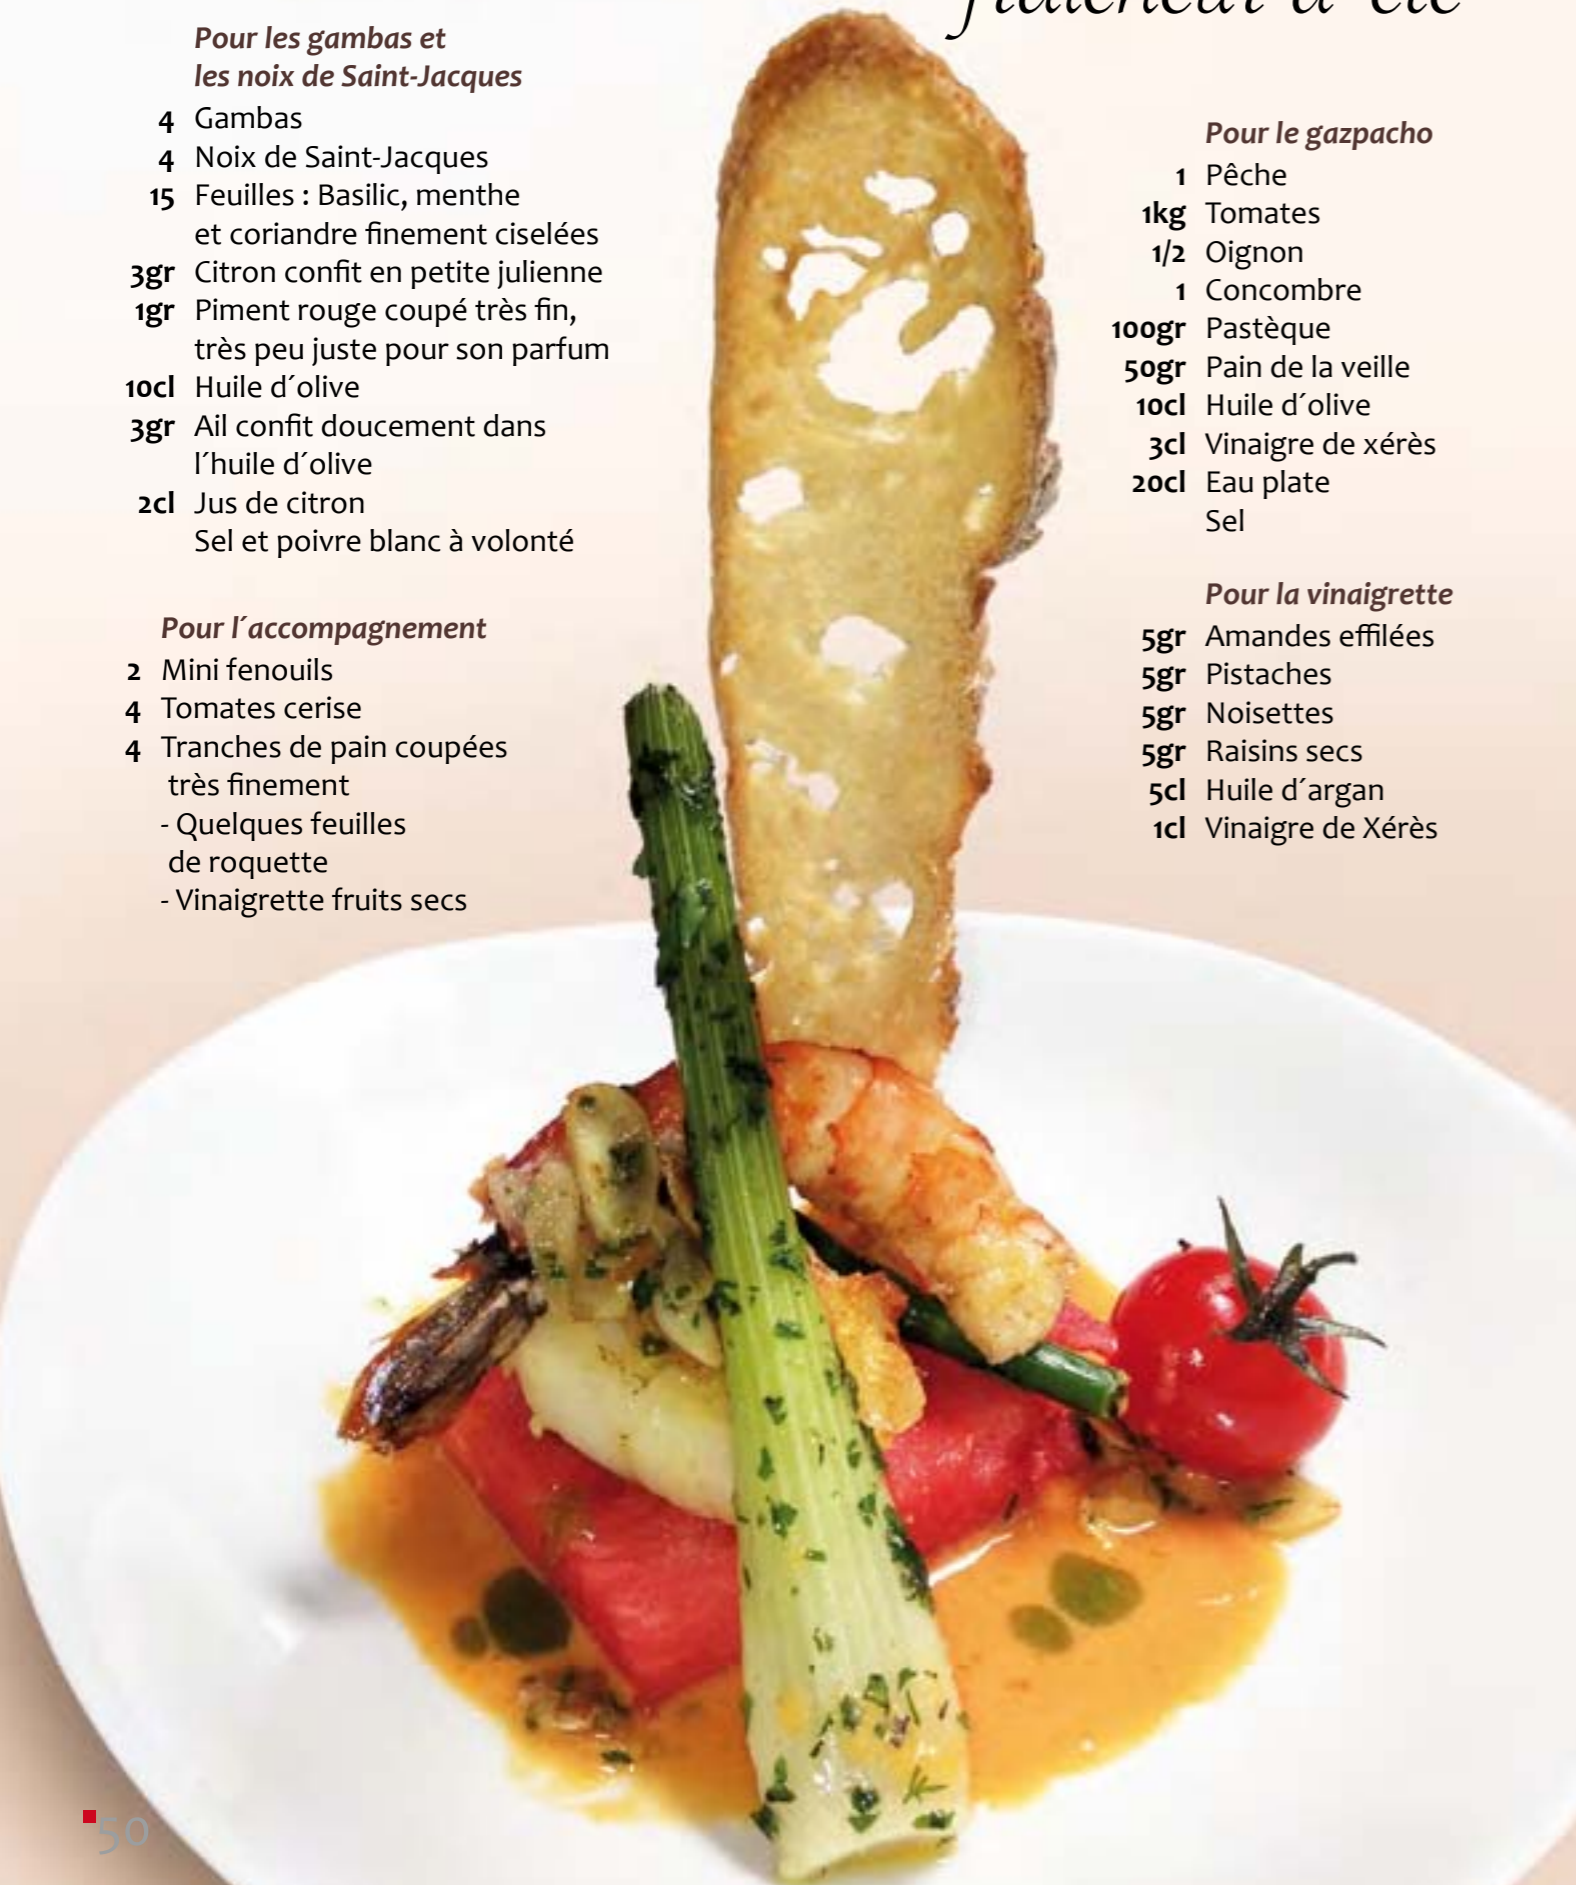 fraîcheur d'été
Pour les gambas et
les noix de Saint-Jacques
4 Gambas
4 Noix de Saint-Jacques
15 Feuilles : Basilic, menthe
et coriandre finement ciselées
3gr Citron confit en petite julienne
1gr Piment rouge coupé très fin,
très peu juste pour son parfum
10cl Huile d´olive
3gr Ail confit doucement dans
l´huile d´olive
2cl Jus de citron
Sel et poivre blanc à volonté
Pour l´accompagnement
2 Mini fenouils
4 Tomates cerise
4 Tranches de pain coupées
très finement
- Quelques feuilles
de roquette
- Vinaigrette fruits secs
Pour le gazpacho
1 Pêche
1kg Tomates
1/2 Oignon
1 Concombre
100gr Pastèque
50gr Pain de la veille
10cl Huile d´olive
3cl Vinaigre de xérès
20cl Eau plate
Sel
Pour la vinaigrette
5gr Amandes effilées
5gr Pistaches
5gr Noisettes
5gr Raisins secs
5cl Huile d´argan
1cl Vinaigre de Xérès
50